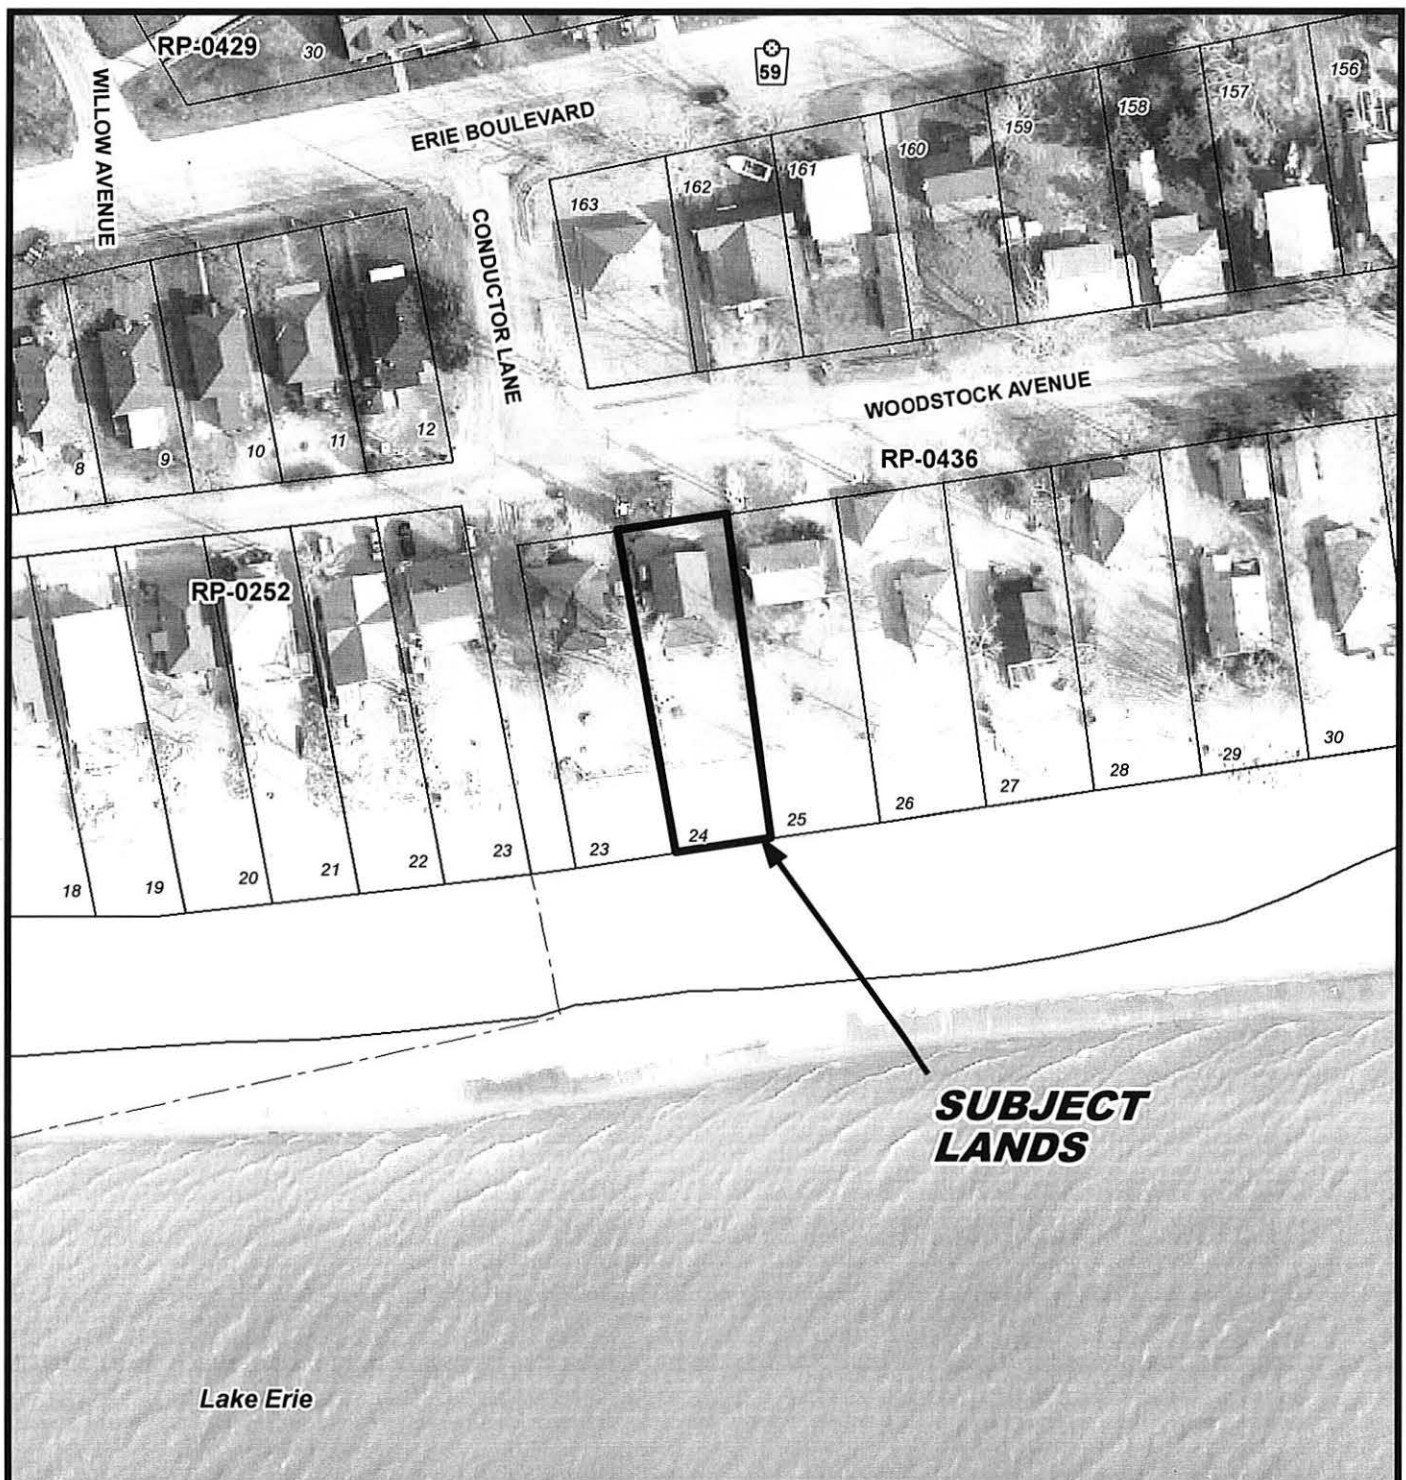 RP-0429
30
59
WILLOW AVENUE
ERIE BOULEVARD
156
157
158
159
160
161
162
163
CONDUCTOR LANE
WOODSTOCK AVENUE
8
9
10
11
12
RP-0436
RP-0252
18
19
20
21
22
23
23
24
25
26
27
28
29
30
SUBJECT
LANDS
Lake Erie